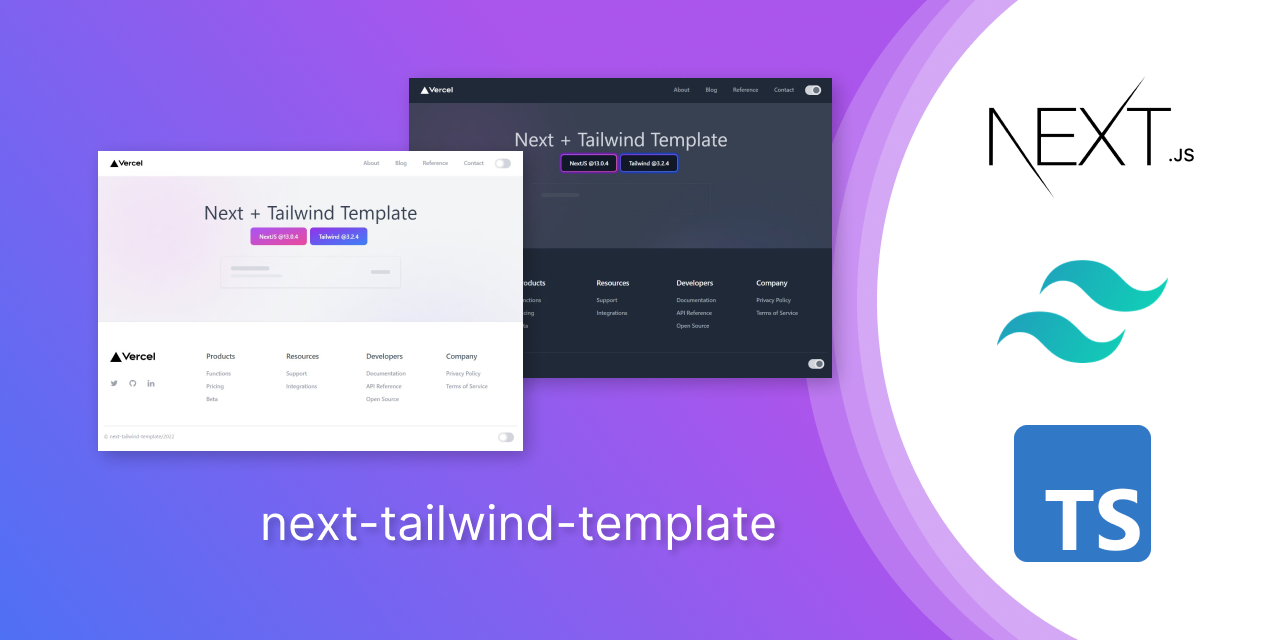 Vercel
About Blog Reference Contact
Next + Tailwind Template
NextJS @13.0.4 Tailwind @3.2.4
Products Resources Developers Company
Functions Support Documentation Privacy Policy
Pricing Integrations API Reference Terms of Service
Beta Open Source
Vercel
About Blog Reference Contact
Next + Tailwind Template
NextJS @13.0.4 Tailwind @3.2.4
Vercel Products Resources Developers Company
Functions Support Documentation Privacy Policy
Pricing Integrations API Reference Terms of Service
Beta Open Source
© next-tailwind-template/2022
next-tailwind-template
NEXT.JS
TS